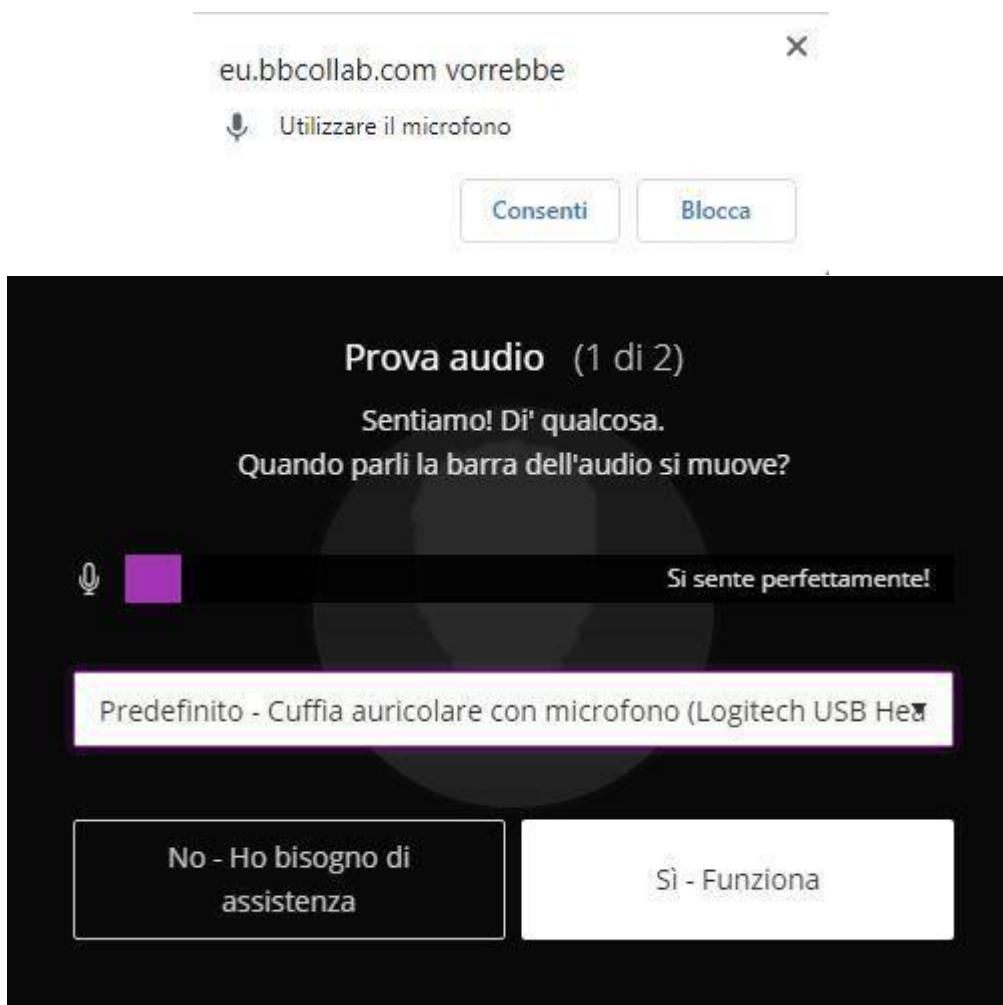 eu.bbcollab.com vorrebbe
Utilizzare il microfono
Consenti
Blocca
Prova audio (1 di 2)
Sentiamo! Di' qualcosa.
Quando parli la barra dell'audio si muove?
Si sente perfettamente!
Predefinito - Cuffia auricolare con microfono (Logitech USB Hea
No - Ho bisogno di
assistenza
Sì - Funziona